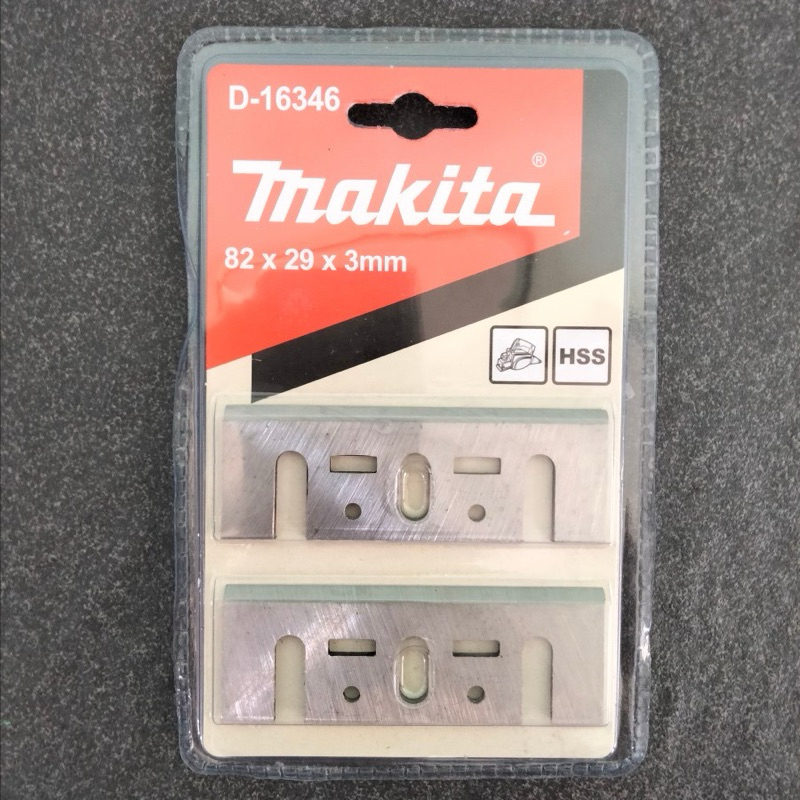 D-16346
makita®
82 x 29 x 3mm
HSS